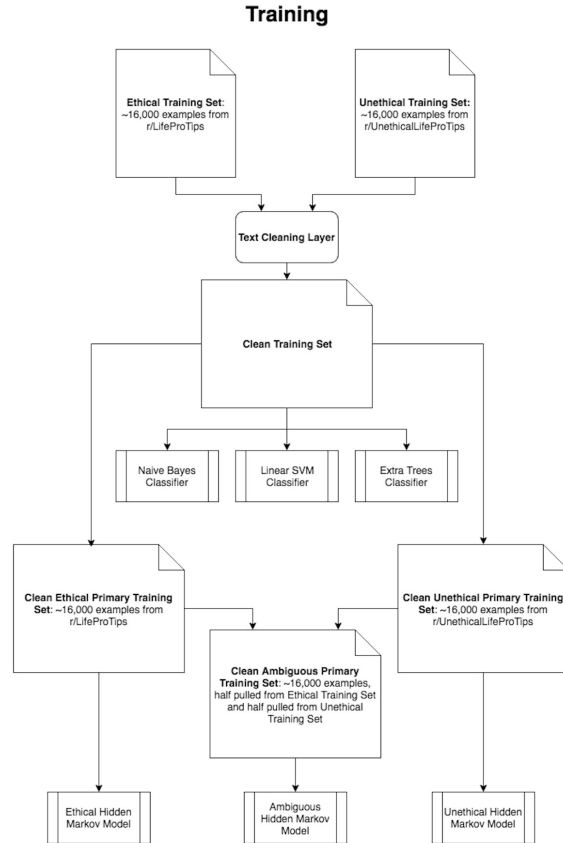 Training
Ethical Training Set:
~16,000 examples from
r/LifeProTips
Unethical Training Set:
~16,000 examples from
r/UnethicalLifeProTips
Text Cleaning Layer
Clean Training Set
Naive Bayes
Classifier
Linear SVM
Classifier
Extra Trees
Classifier
Clean Ethical Primary Training
Set: ~16,000 examples from
r/LifeProTips
Clean Unethical Primary Training
Set: ~16,000 examples from
r/UnethicalLifeProTips
Clean Ambiguous Primary
Training Set: ~16,000 examples,
half pulled from Ethical Training Set
and half pulled from Unethical
Training Set
Ethical Hidden
Markov Model
Ambiguous
Hidden Markov
Model
Unethical Hidden
Markov Model